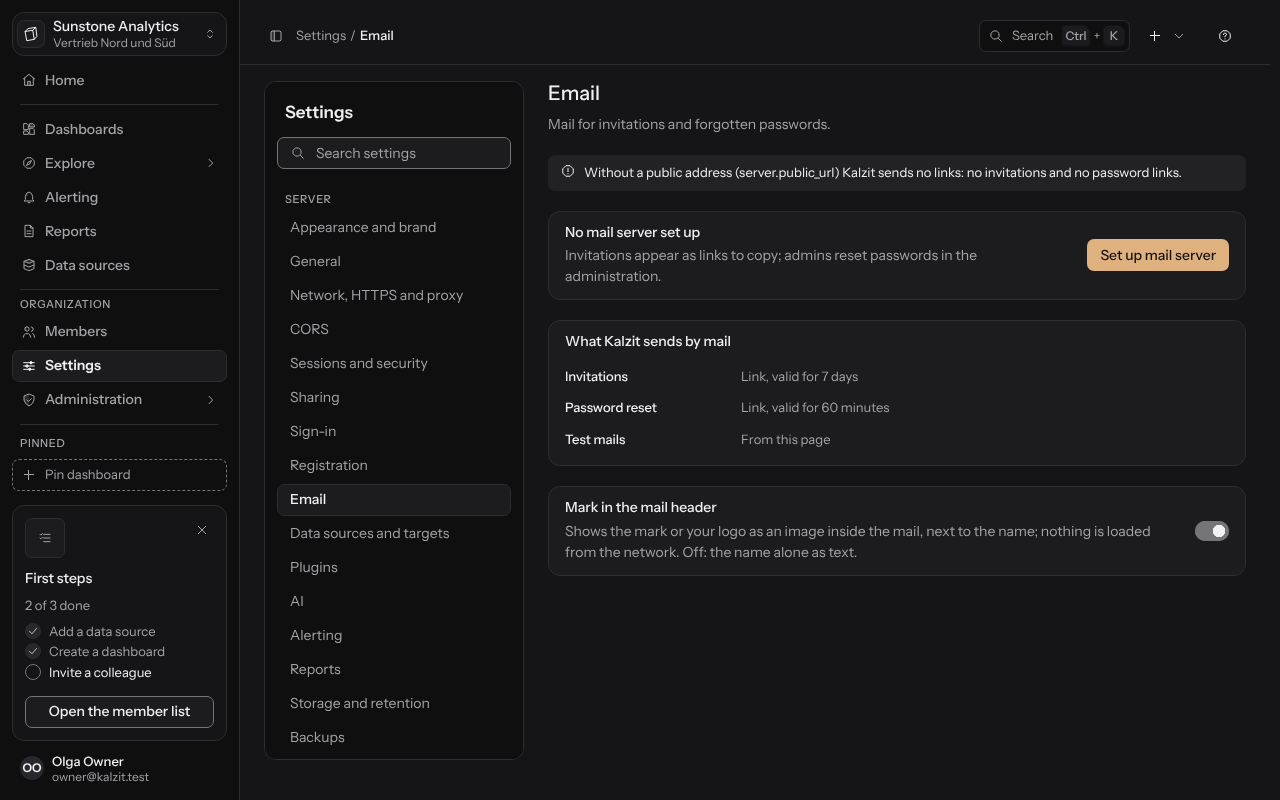 Sunstone Analytics
Vertrieb Nord und Süd
Home
Dashboards
Explore
Alerting
Reports
Data sources
ORGANIZATION
Members
Settings
Administration
PINNED
Pin dashboard
First steps
2 of 3 done
Add a data source
Create a dashboard
Invite a colleague
Open the member list
OO
Olga Owner
owner@kalzit.test
Settings / Email
Search Ctrl + K
Settings
Search settings
SERVER
Appearance and brand
General
Network, HTTPS and proxy
CORS
Sessions and security
Sharing
Sign-in
Registration
Email
Data sources and targets
Plugins
AI
Alerting
Reports
Storage and retention
Backups
Email
Mail for invitations and forgotten passwords.
Without a public address (server.public_url) Kalzit sends no links: no invitations and no password links.
No mail server set up
Invitations appear as links to copy; admins reset passwords in the
administration.
Set up mail server
What Kalzit sends by mail
Invitations Link, valid for 7 days
Password reset Link, valid for 60 minutes
Test mails From this page
Mark in the mail header
Shows the mark or your logo as an image inside the mail, next to the name; nothing is loaded
from the network. Off: the name alone as text.